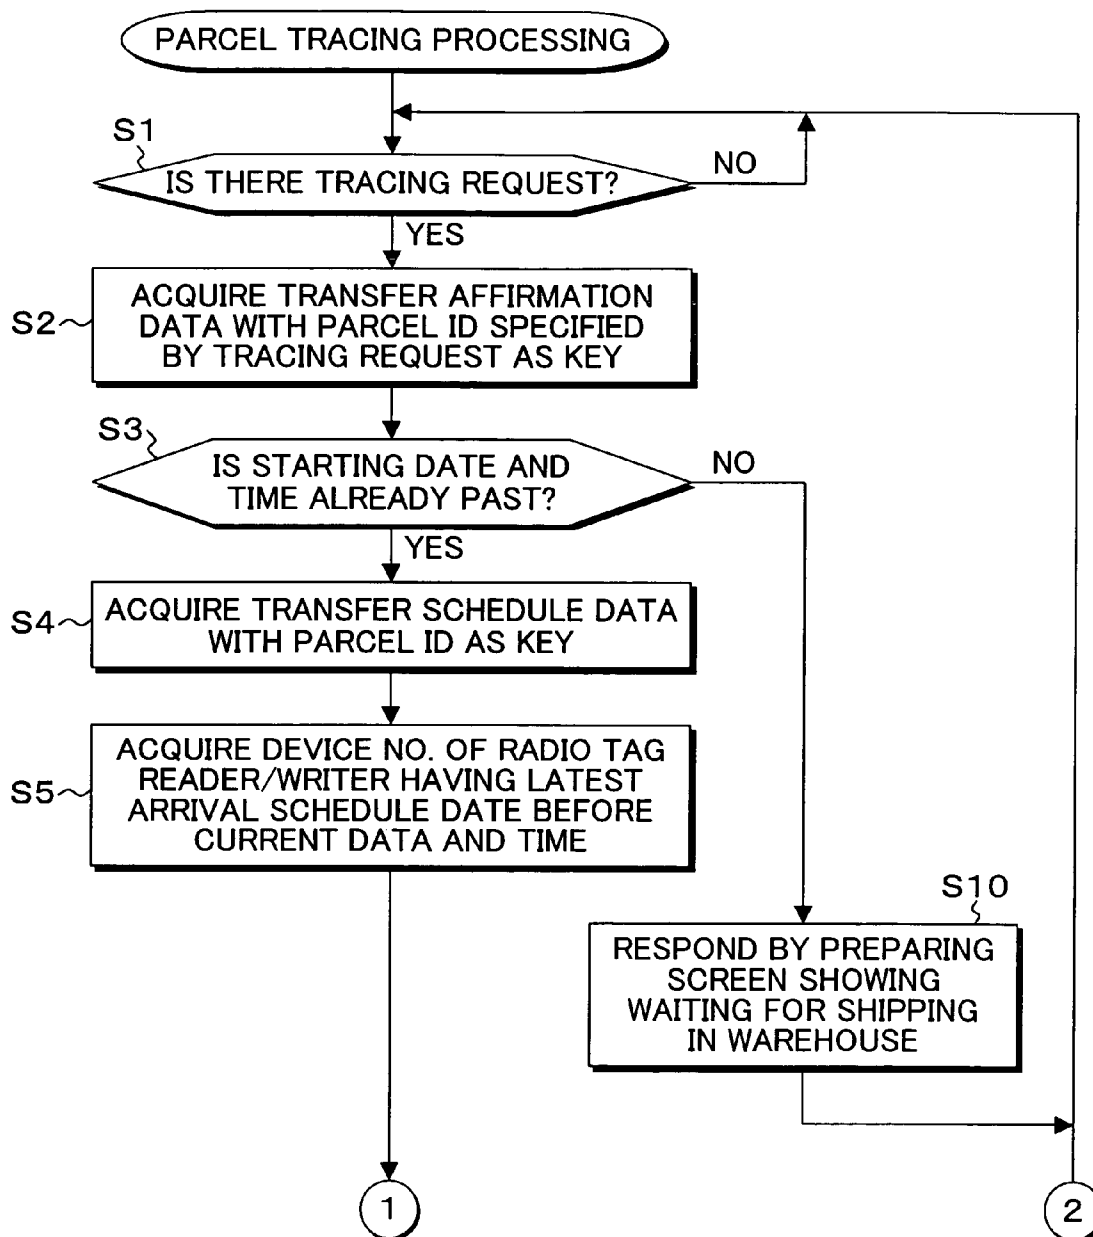 PARCEL TRACING PROCESSING
S1
IS THERE TRACING REQUEST?
NO
YES
S2
ACQUIRE TRANSFER AFFIRMATION
DATA WITH PARCEL ID SPECIFIED
BY TRACING REQUEST AS KEY
S3
IS STARTING DATE AND
TIME ALREADY PAST?
NO
YES
S4
ACQUIRE TRANSFER SCHEDULE DATA
WITH PARCEL ID AS KEY
S5
ACQUIRE DEVICE NO. OF RADIO TAG
READER/WRITER HAVING LATEST
ARRIVAL SCHEDULE DATE BEFORE
CURRENT DATA AND TIME
S10
RESPOND BY PREPARING
SCREEN SHOWING
WAITING FOR SHIPPING
IN WAREHOUSE
1
2